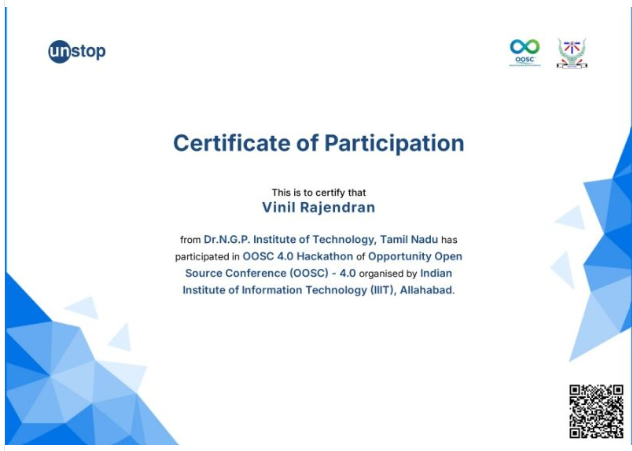 unstop
OOSC
Certificate of Participation
This is to certify that
Vinil Rajendran
from Dr.N.G.P. Institute of Technology, Tamil Nadu has
participated in OOSC 4.0 Hackathon of Opportunity Open
Source Conference (OOSC) - 4.0 organised by Indian
Institute of Information Technology (IIIT), Allahabad.